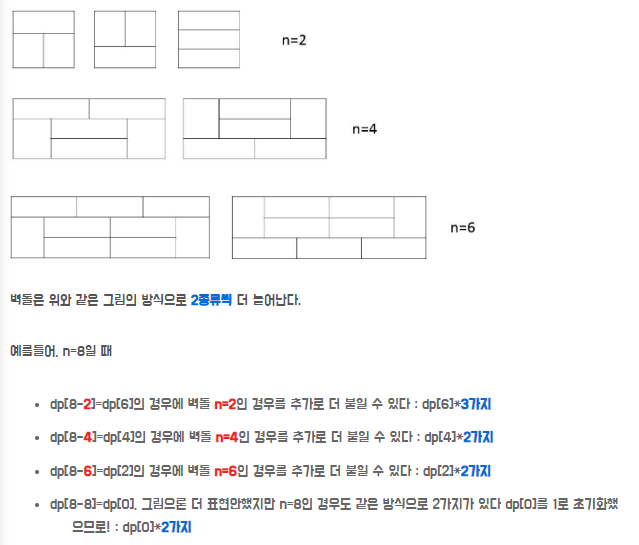 n=2
n=4
n=6
벽돌은 위와 같은 그림의 방식으로 2종류씩 더 늘어난다.
예를들어, n=8일 때
dp[8-2]=dp[6]의 경우에 벽돌 n=2인 경우를 추가로 더 붙일 수 있다 : dp[6]*3가지
dp[8-4]=dp[4]의 경우에 벽돌 n=4인 경우를 추가로 더 붙일 수 있다 : dp[4]*2가지
dp[8-6]=dp[2]의 경우에 벽돌 n=6인 경우를 추가로 더 붙일 수 있다 : dp[2]*2가지
dp[8-8]=dp[0]. 그림으론 더 표현안했지만 n=8인 경우도 같은 방식으로 2가지가 있다 dp[0]를 1로 초기화했
으므로! : dp[0]*2가지